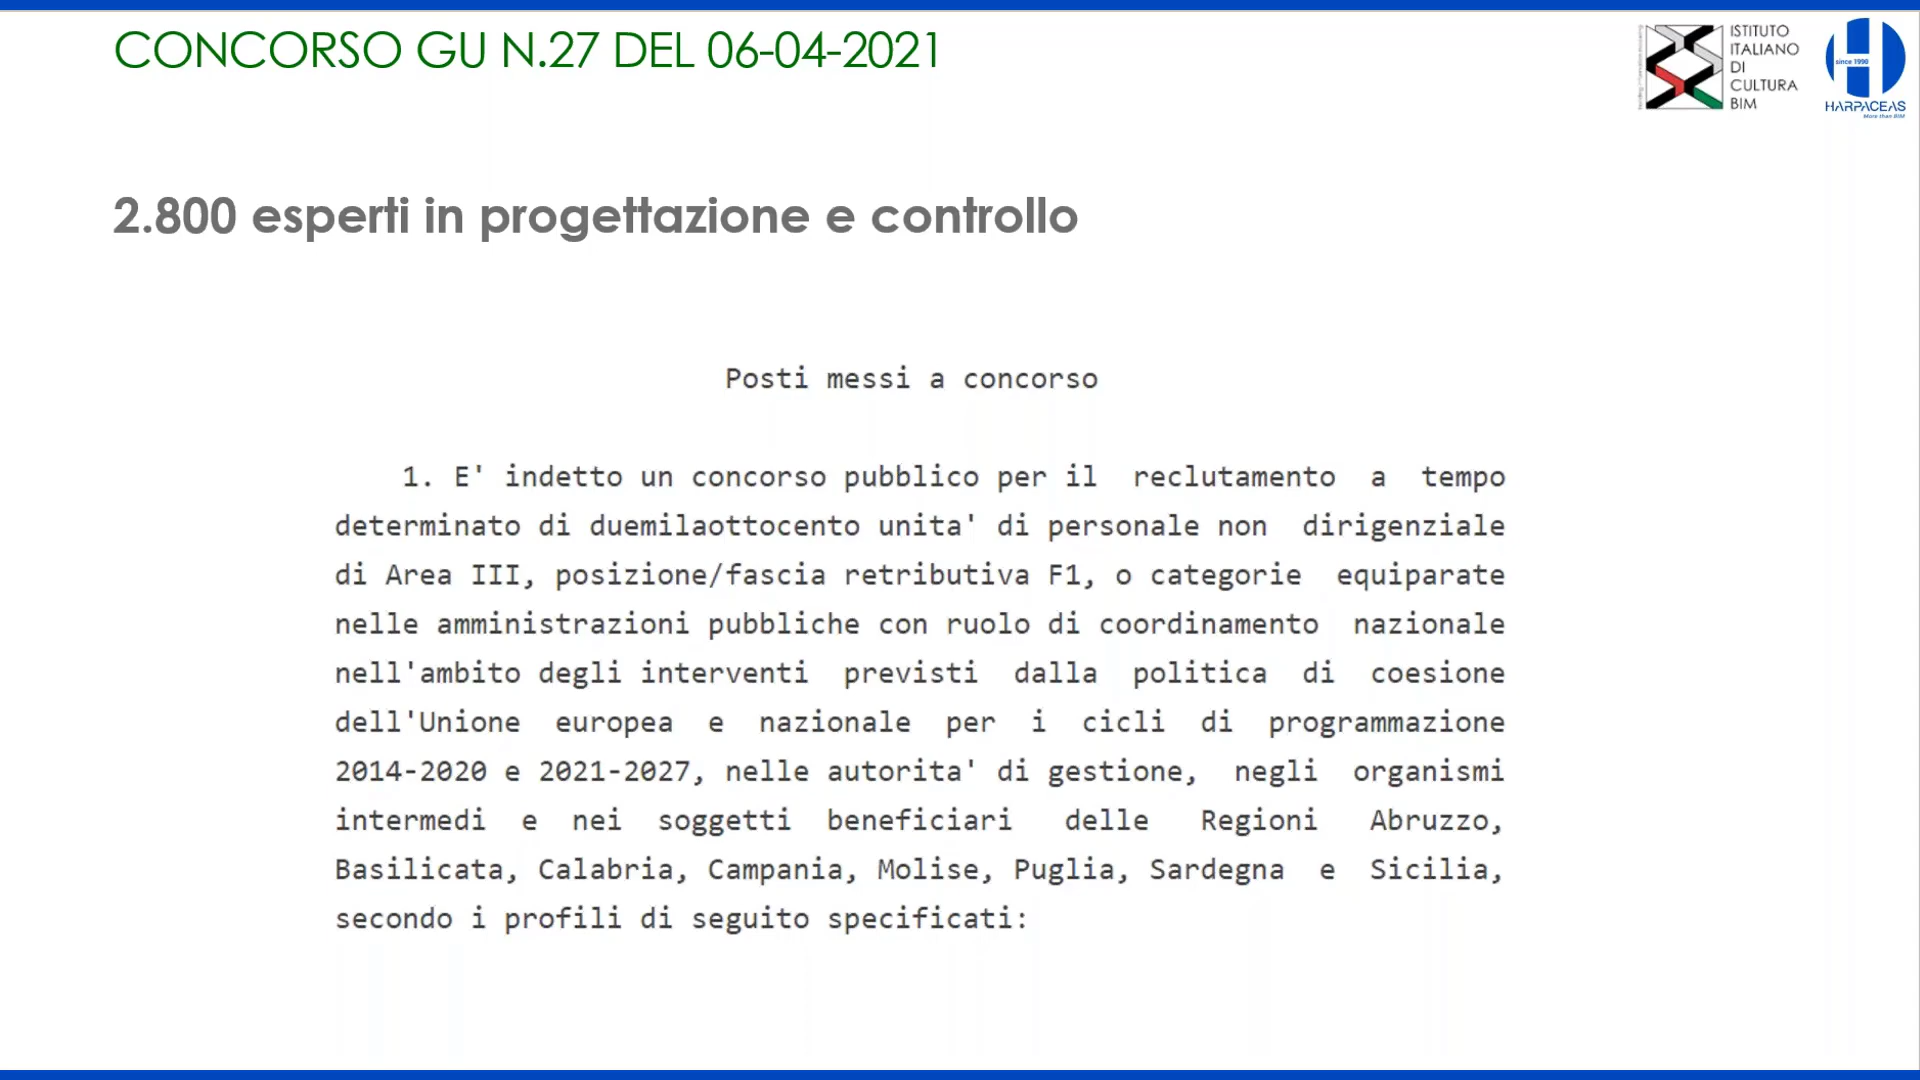 CONCORSO GU N.27 DEL 06-04-2021
ISTITUTO
ITALIANO
DI
CULTURA
BIM
since 1990
HARPACEAS
More than BIM
2.800 esperti in progettazione e controllo
Posti messi a concorso
1. E' indetto un concorso pubblico per il reclutamento a tempo
determinato di duemilaottocento unita' di personale non dirigenziale
di Area III, posizione/fascia retributiva F1, o categorie equiparate
nelle amministrazioni pubbliche con ruolo di coordinamento nazionale
nell'ambito degli interventi previsti dalla politica di coesione
dell'Unione europea e nazionale per i cicli di programmazione
2014-2020 e 2021-2027, nelle autorita' di gestione, negli organismi
intermedi e nei soggetti beneficiari delle Regioni Abruzzo,
Basilicata, Calabria, Campania, Molise, Puglia, Sardegna e Sicilia,
secondo i profili di seguito specificati: